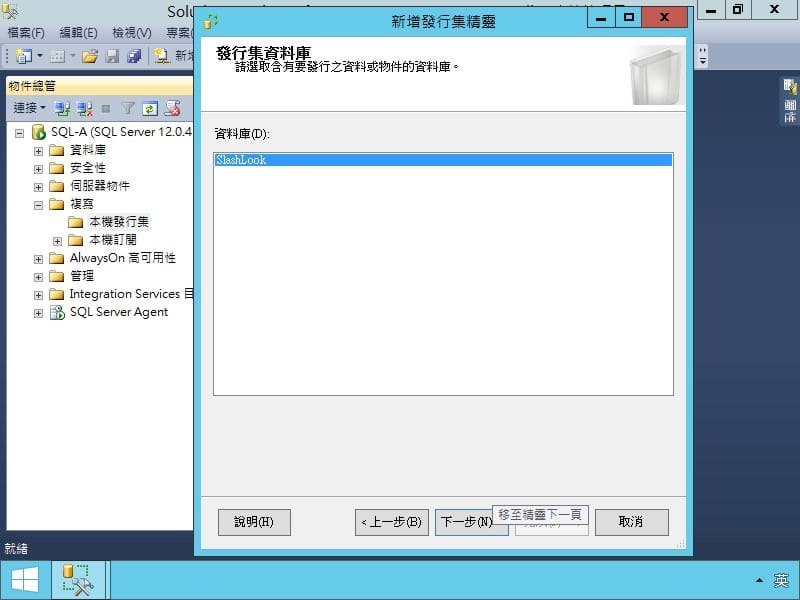 Solu
檔案(F) 編輯(E) 檢視(V) 專案(
新增
物件總管
連接
SQL-A (SQL Server 12.0.4
資料庫
安全性
伺服器物件
複寫
本機發行集
本機訂閱
AlwaysOn 高可用性
管理
Integration Services 目
SQL Server Agent
就緒
新增發行集精靈
發行集資料庫
請選取含有要發行之資料或物件的資料庫。
資料庫(D):
SlashLook
說明(H) <上一步(B) 下一步(N) 取消
移至精靈下一頁
英